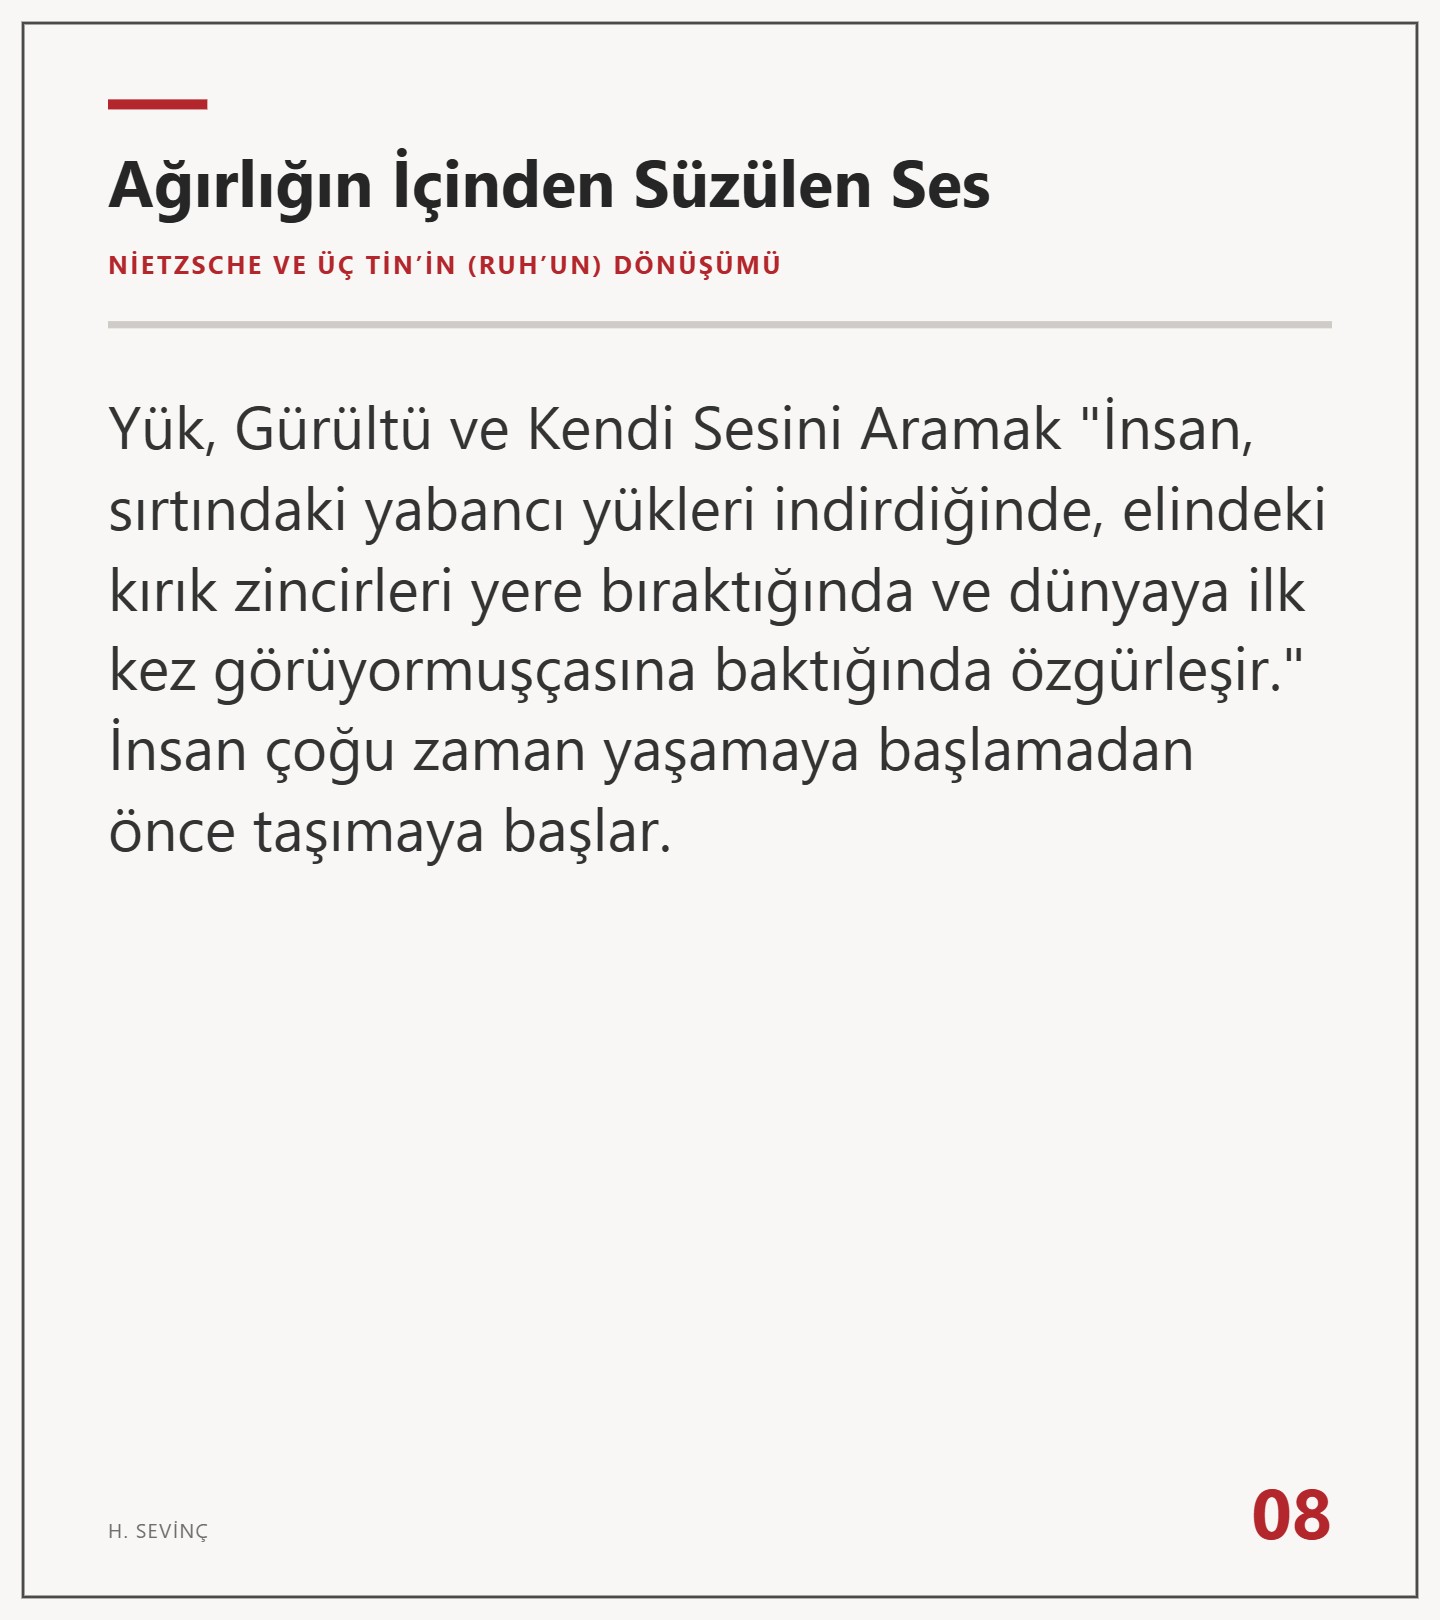 Ağırlığın İçinden Süzülen Ses
NİETZSCHE VE ÜÇ TİN’İN (RUH’UN) DÖNÜŞÜMÜ
Yük, Gürültü ve Kendi Sesini Aramak "İnsan,
sırtındaki yabancı yükleri indirdiğinde, elindeki
kırık zincirleri yere bıraktığında ve dünyaya ilk
kez görüyormuşçasına baktığında özgürleşir."
İnsan çoğu zaman yaşamaya başlamadan
önce taşımaya başlar.
H. SEVİNÇ
08